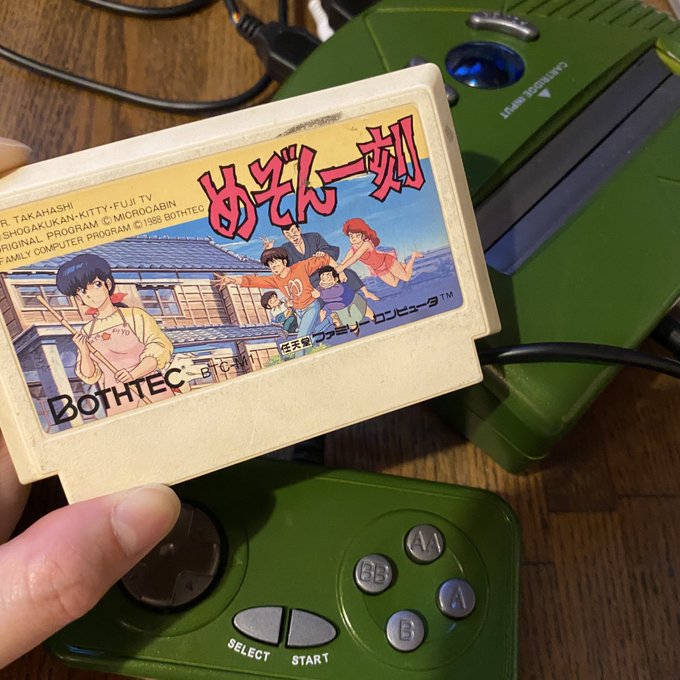 R. TAKAHASHI
SHOGAKUKAN・KITTY・FUJI TV
ORIGINAL PROGRAM © MICROCABIN
FAMILY COMPUTER PROGRAM © 1988 BOTHTEC
めぞん一刻
BOTHTEC
BTC-M1
任天堂 ファミリーコンピュータ™
CARTRIDGE INPUT
AA
BB
A
B
SELECT
START